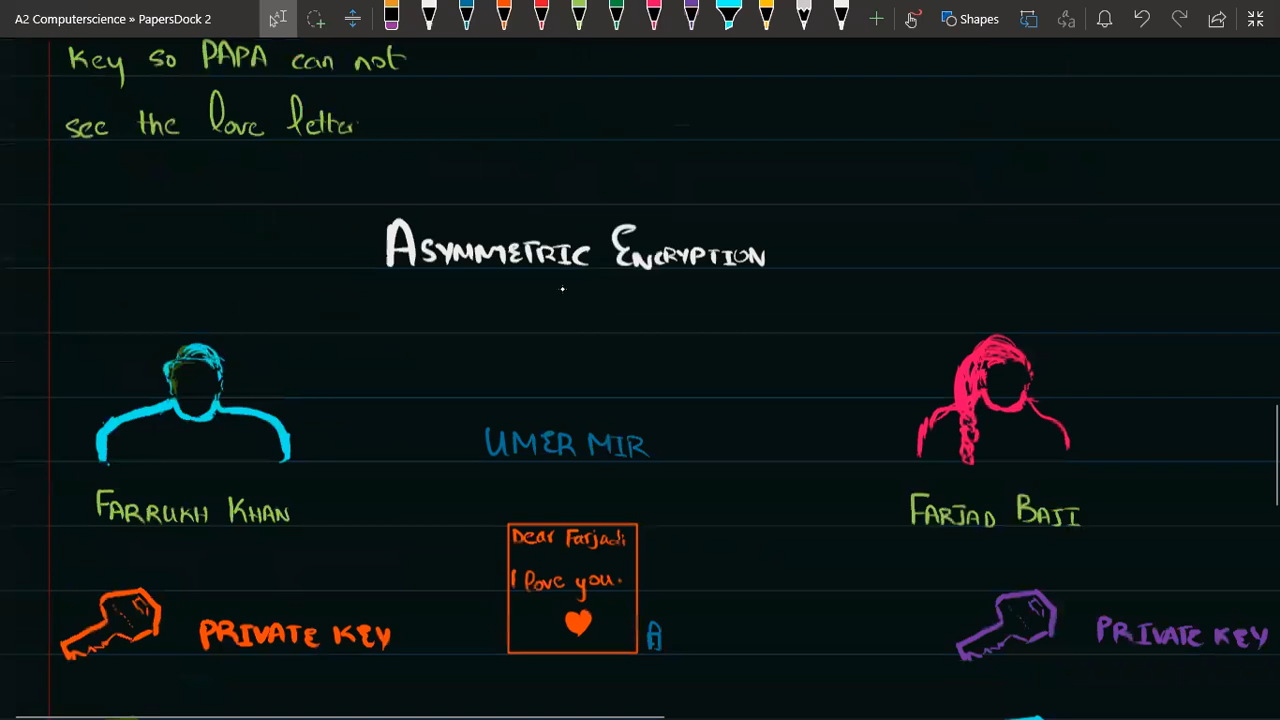 A2 Computerscience » PapersDock 2
Shapes
Key so PAPA can not
see the love letter
ASYMMETRIC ENCRYPTION
UMER MIR
FARRUKH KHAN
FARJAD BAJI
Dear Farjadi
I love you.
PRIVATE KEY
A
PRIVATE KEY